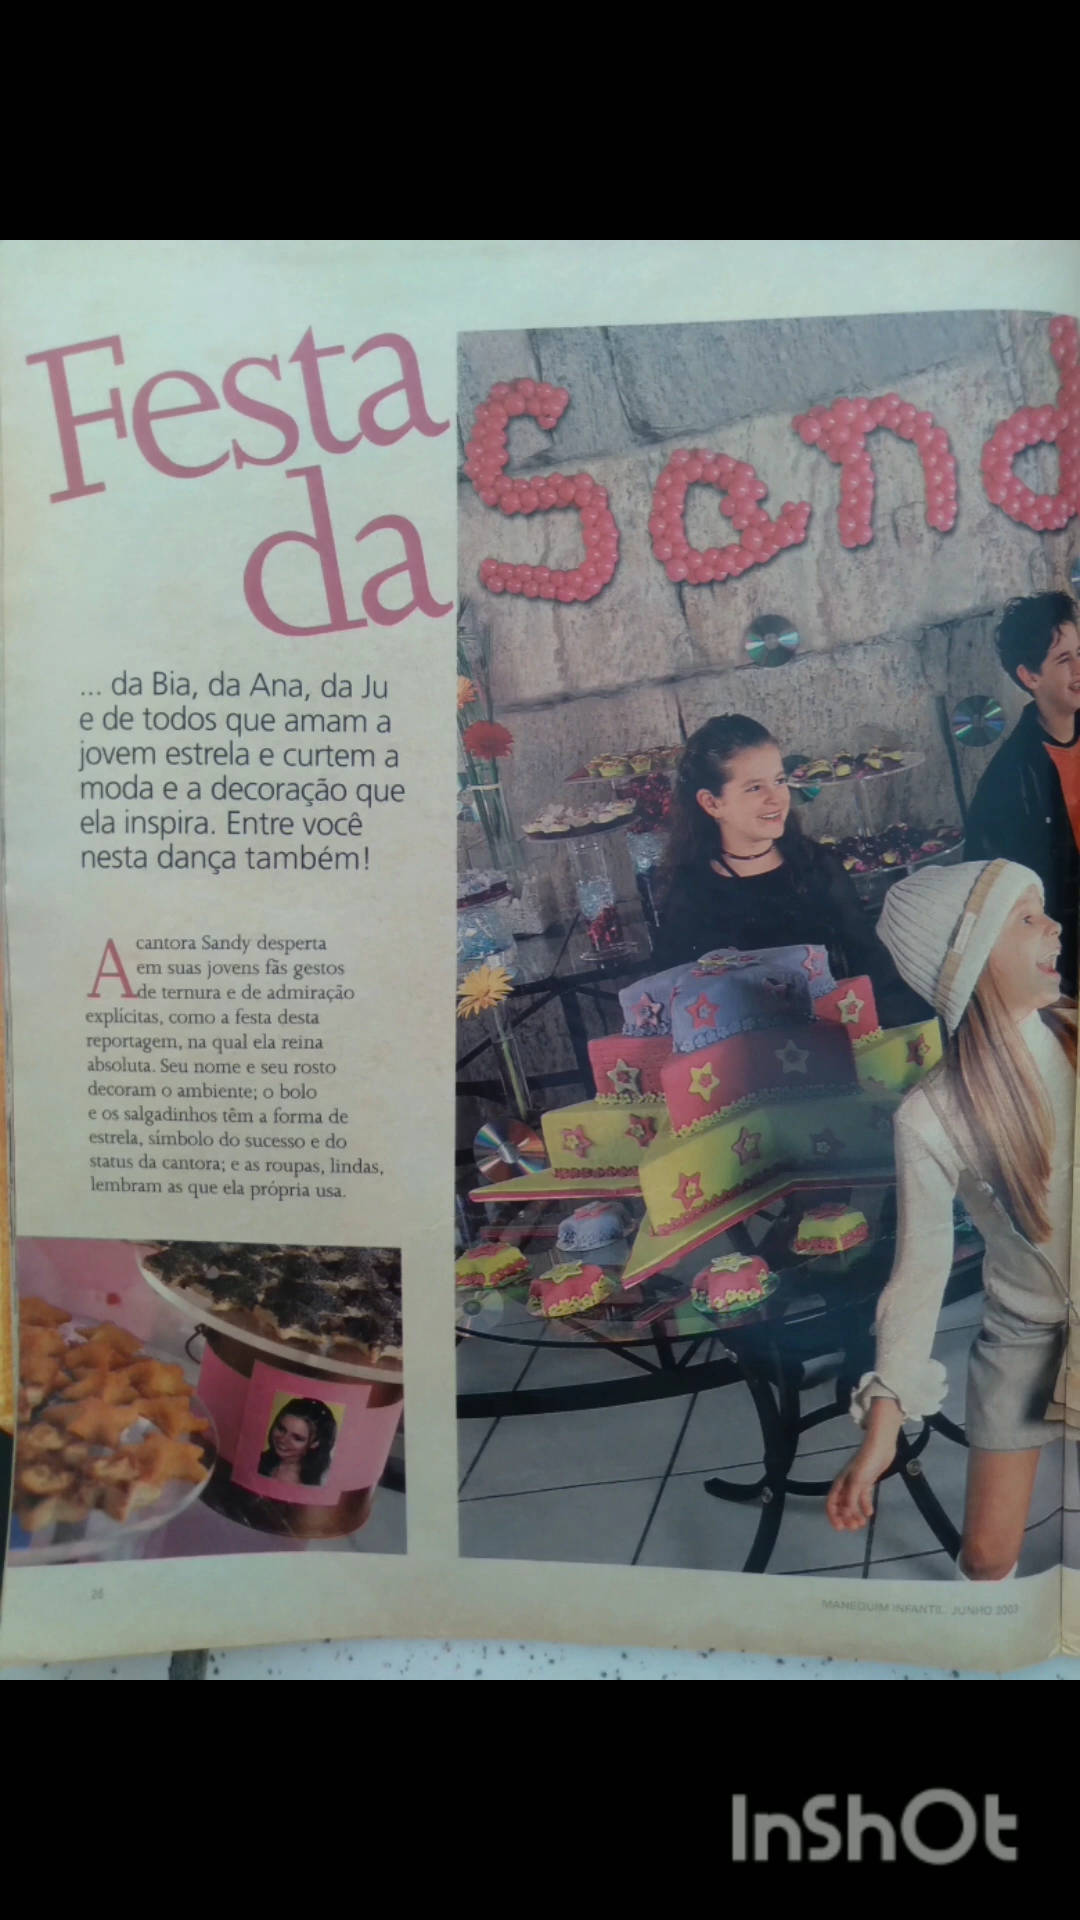 Festa
da
Sand
... da Bia, da Ana, da Ju
e de todos que amam a
jovem estrela e curtem a
moda e a decoração que
ela inspira. Entre você
nesta dança também!
A cantora Sandy desperta
em suas jovens fãs gestos
de ternura e de admiração
explícitas, como a festa desta
reportagem, na qual ela reina
absoluta. Seu nome e seu rosto
decoram o ambiente; o bolo
e os salgadinhos têm a forma de
estrela, símbolo do sucesso e do
status da cantora; e as roupas, lindas,
lembram as que ela própria usa.
26
MANEQUIM INFANTIL, JUNHO 2003
InShOt